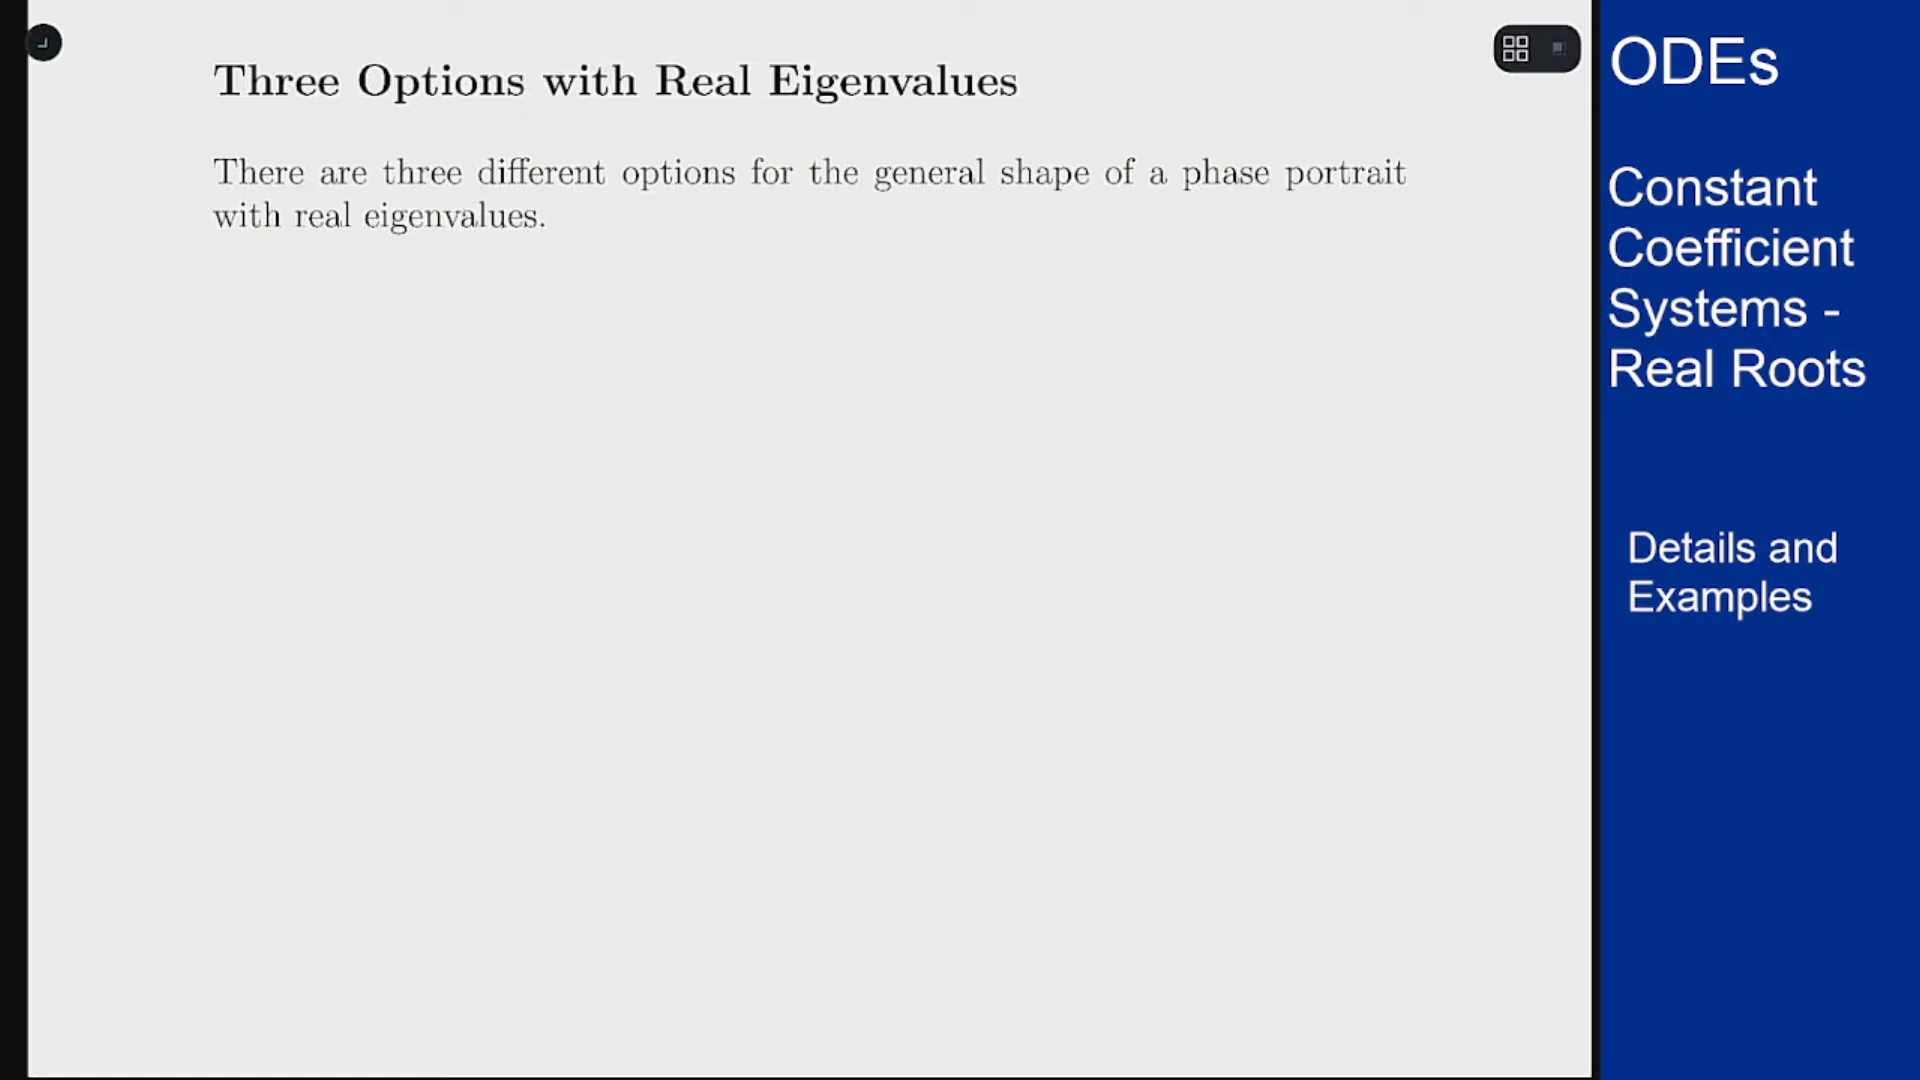 Three Options with Real Eigenvalues
There are three different options for the general shape of a phase portrait
with real eigenvalues.
ODEs
Constant
Coefficient
Systems -
Real Roots
Details and
Examples